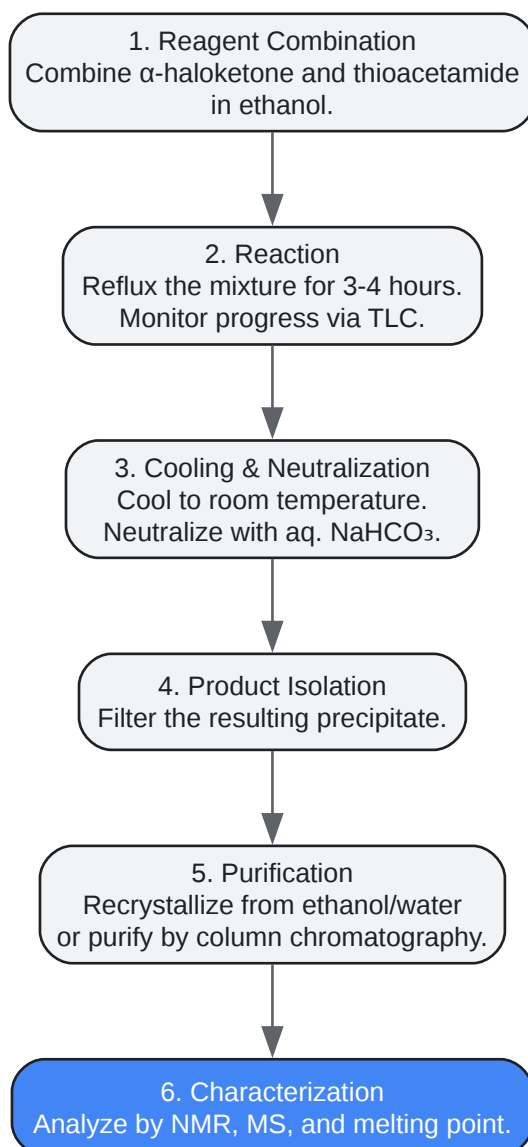 1. Reagent Combination
Combine α-haloketone and thioacetamide
in ethanol.
2. Reaction
Reflux the mixture for 3-4 hours.
Monitor progress via TLC.
3. Cooling & Neutralization
Cool to room temperature.
Neutralize with aq. NaHCO₃.
4. Product Isolation
Filter the resulting precipitate.
5. Purification
Recrystallize from ethanol/water
or purify by column chromatography.
6. Characterization
Analyze by NMR, MS, and melting point.